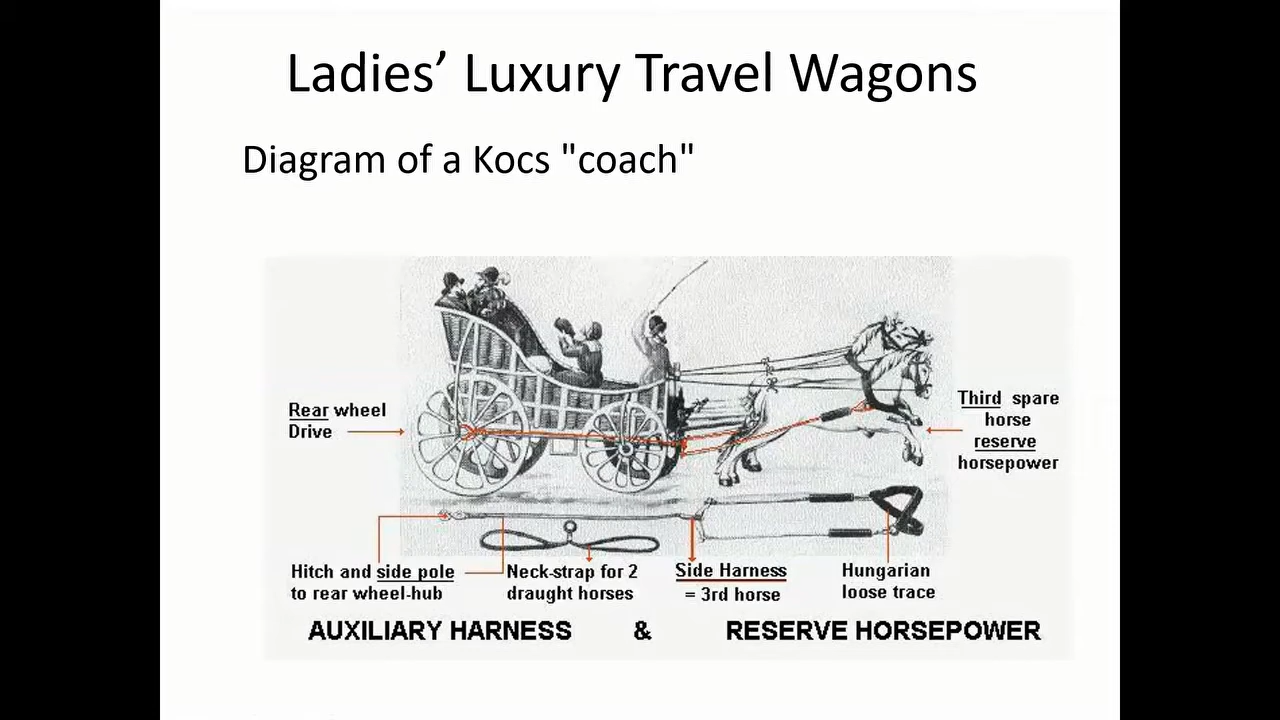 Ladies’ Luxury Travel Wagons
Diagram of a Kocs "coach"
Rear wheel
Drive
Third spare
horse
reserve
horsepower
Hitch and side pole
to rear wheel-hub
Neck-strap for 2
draught horses
Side Harness
= 3rd horse
Hungarian
loose trace
AUXILIARY HARNESS & RESERVE HORSEPOWER